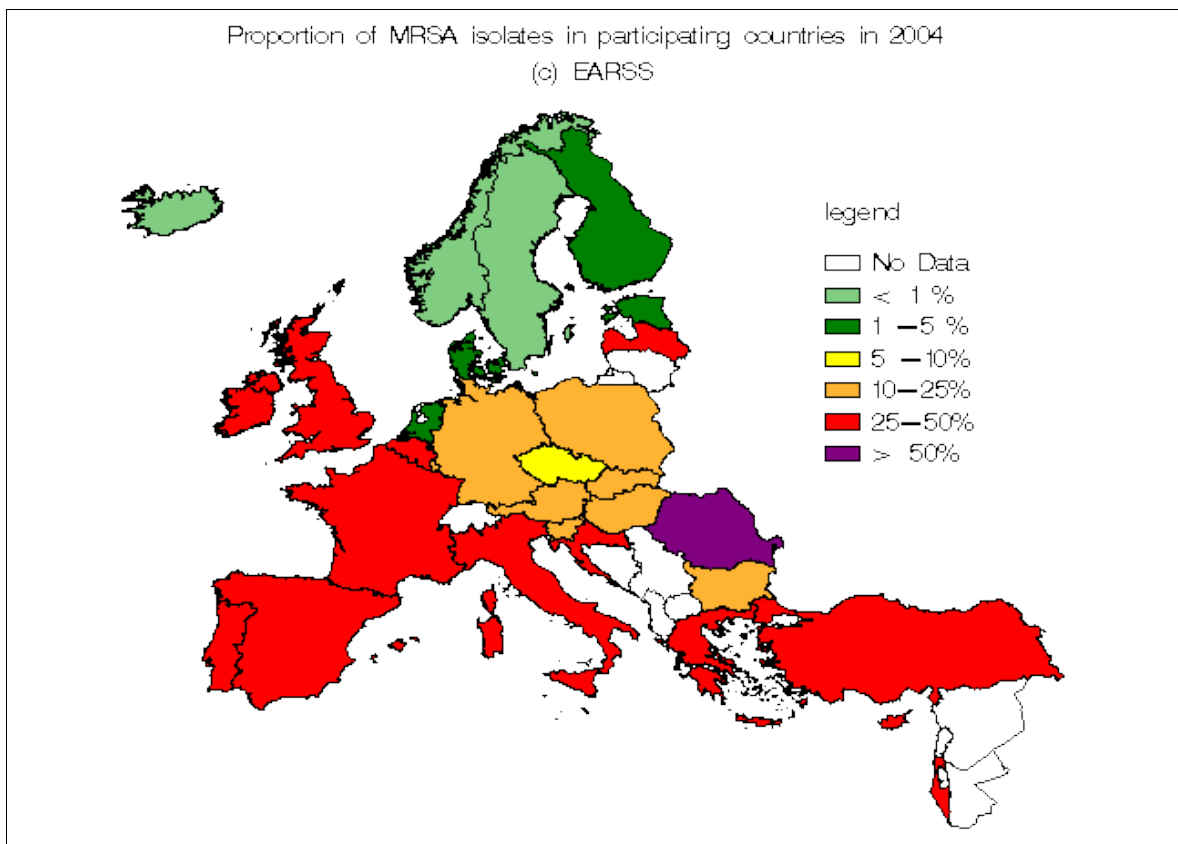 Proportion of MRSA isolates in participating countries in 2004
(c) EARSS
legend
No Data
< 1 %
1 –5 %
5 –10%
10–25%
25–50%
> 50%